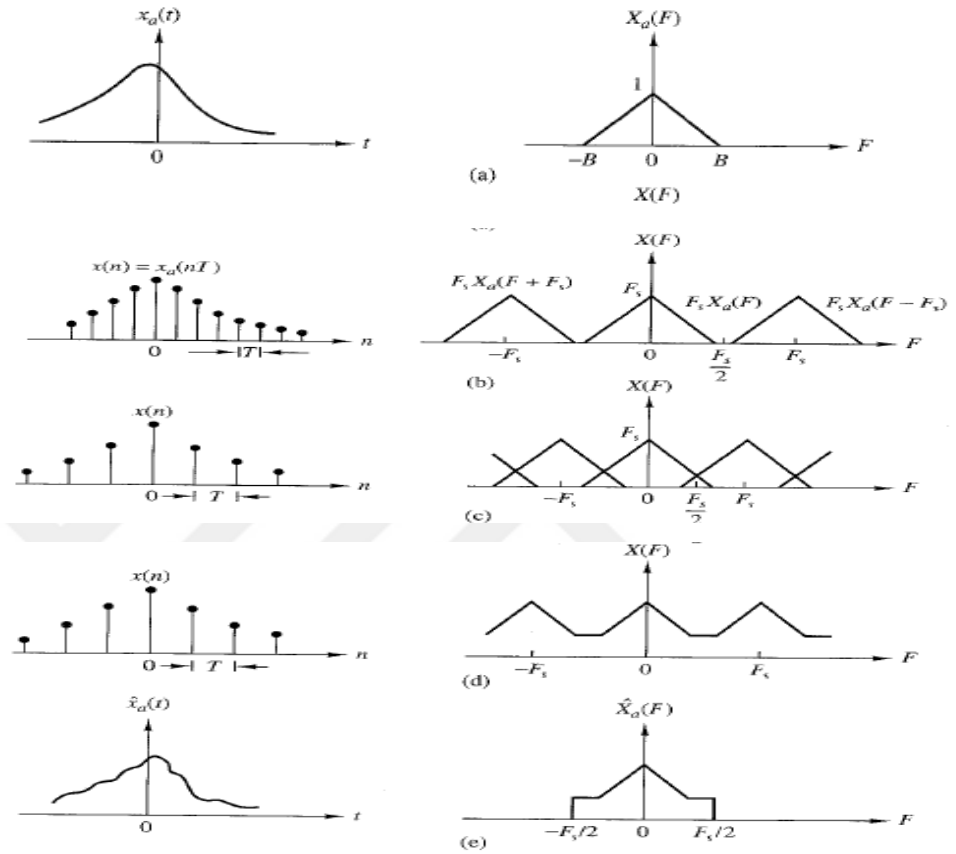 x_a(t)
X_a(F)
1
0
t
−B
0
B
F
(a)
X(F)
X(F)
x(n) = x_a(nT)
F_s X_a(F + F_s)
F_s
F_s X_a(F)
F_s X_a(F − F_s)
0
T
n
−F_s
0
F_s/2
F_s
F
(b)
x(n)
X(F)
F_s
0
T
n
−F_s
0
F_s/2
F_s
F
(c)
x(n)
X(F)
0
T
n
−F_s
0
F_s
F
(d)
x̂_a(t)
X̂_a(F)
0
t
−F_s/2
0
F_s/2
F
(e)